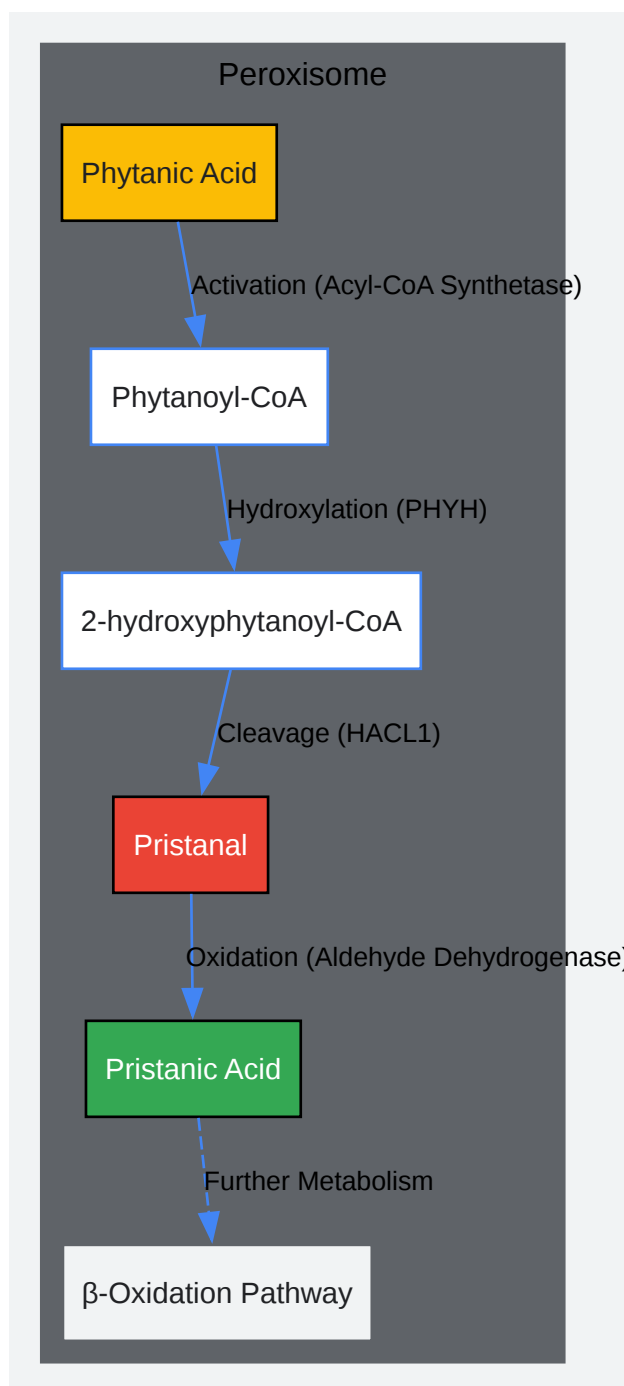 Peroxisome
Phytanic Acid
Activation (Acyl-CoA Synthetase)
Phytanoyl-CoA
Hydroxylation (PHYH)
2-hydroxyphytanoyl-CoA
Cleavage (HACL1)
Pristanal
Oxidation (Aldehyde Dehydrogenase)
Pristanic Acid
Further Metabolism
β-Oxidation Pathway